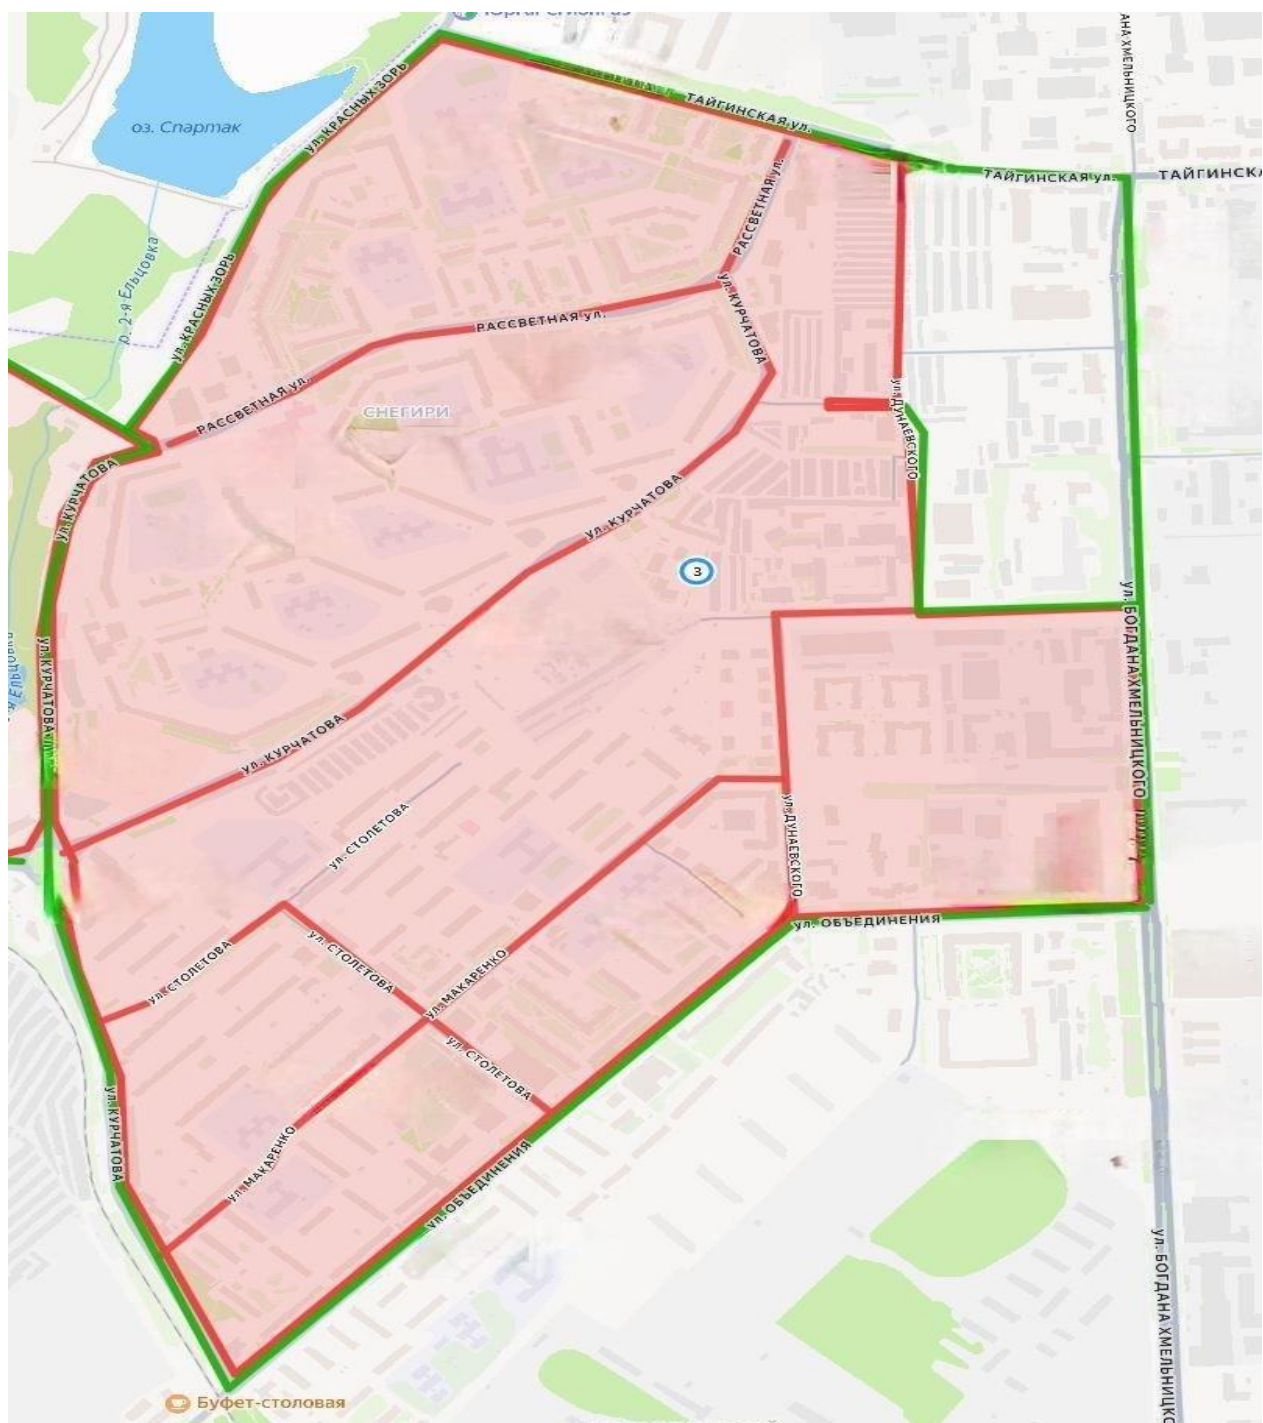 АНА ХМЕЛЬНИЦКОГО
ул. КРАСНЫХ ЗОРЬ
оз. Спартак
ТАЙГИНСКАЯ ул.
ТАЙГИНСКАЯ ул.
ТАЙГИНСКА
РАССВЕТНАЯ ул.
р. 2-я Ельцовка
ул. КРАСНЫХ ЗОРЬ
РАССВЕТНАЯ ул.
ул. КУРЧАТОВА
РАССВЕТНАЯ ул.
СНЕГИРИ
ул. ДУНАЕВСКОГО
ул. КУРЧАТОВА
ул. КУРЧАТОВА
3
ул. КУРЧАТОВА
ул. БОГДАНА ХМЕЛЬНИЦКОГО
ул. КУРЧАТОВА
ул. СТОЛЕТОВА
ул. ДУНАЕВСКОГО
ул. ОБЪЕДИНЕНИЯ
ул. СТОЛЕТОВА
ул. СТОЛЕТОВА
ул. МАКАРЕНКО
ул. СТОЛЕТОВА
ул. КУРЧАТОВА
ул. МАКАРЕНКО
ул. ОБЪЕДИНЕНИЯ
ул. БОГДАНА ХМЕЛЬНИЦКО
Буфет-столовая